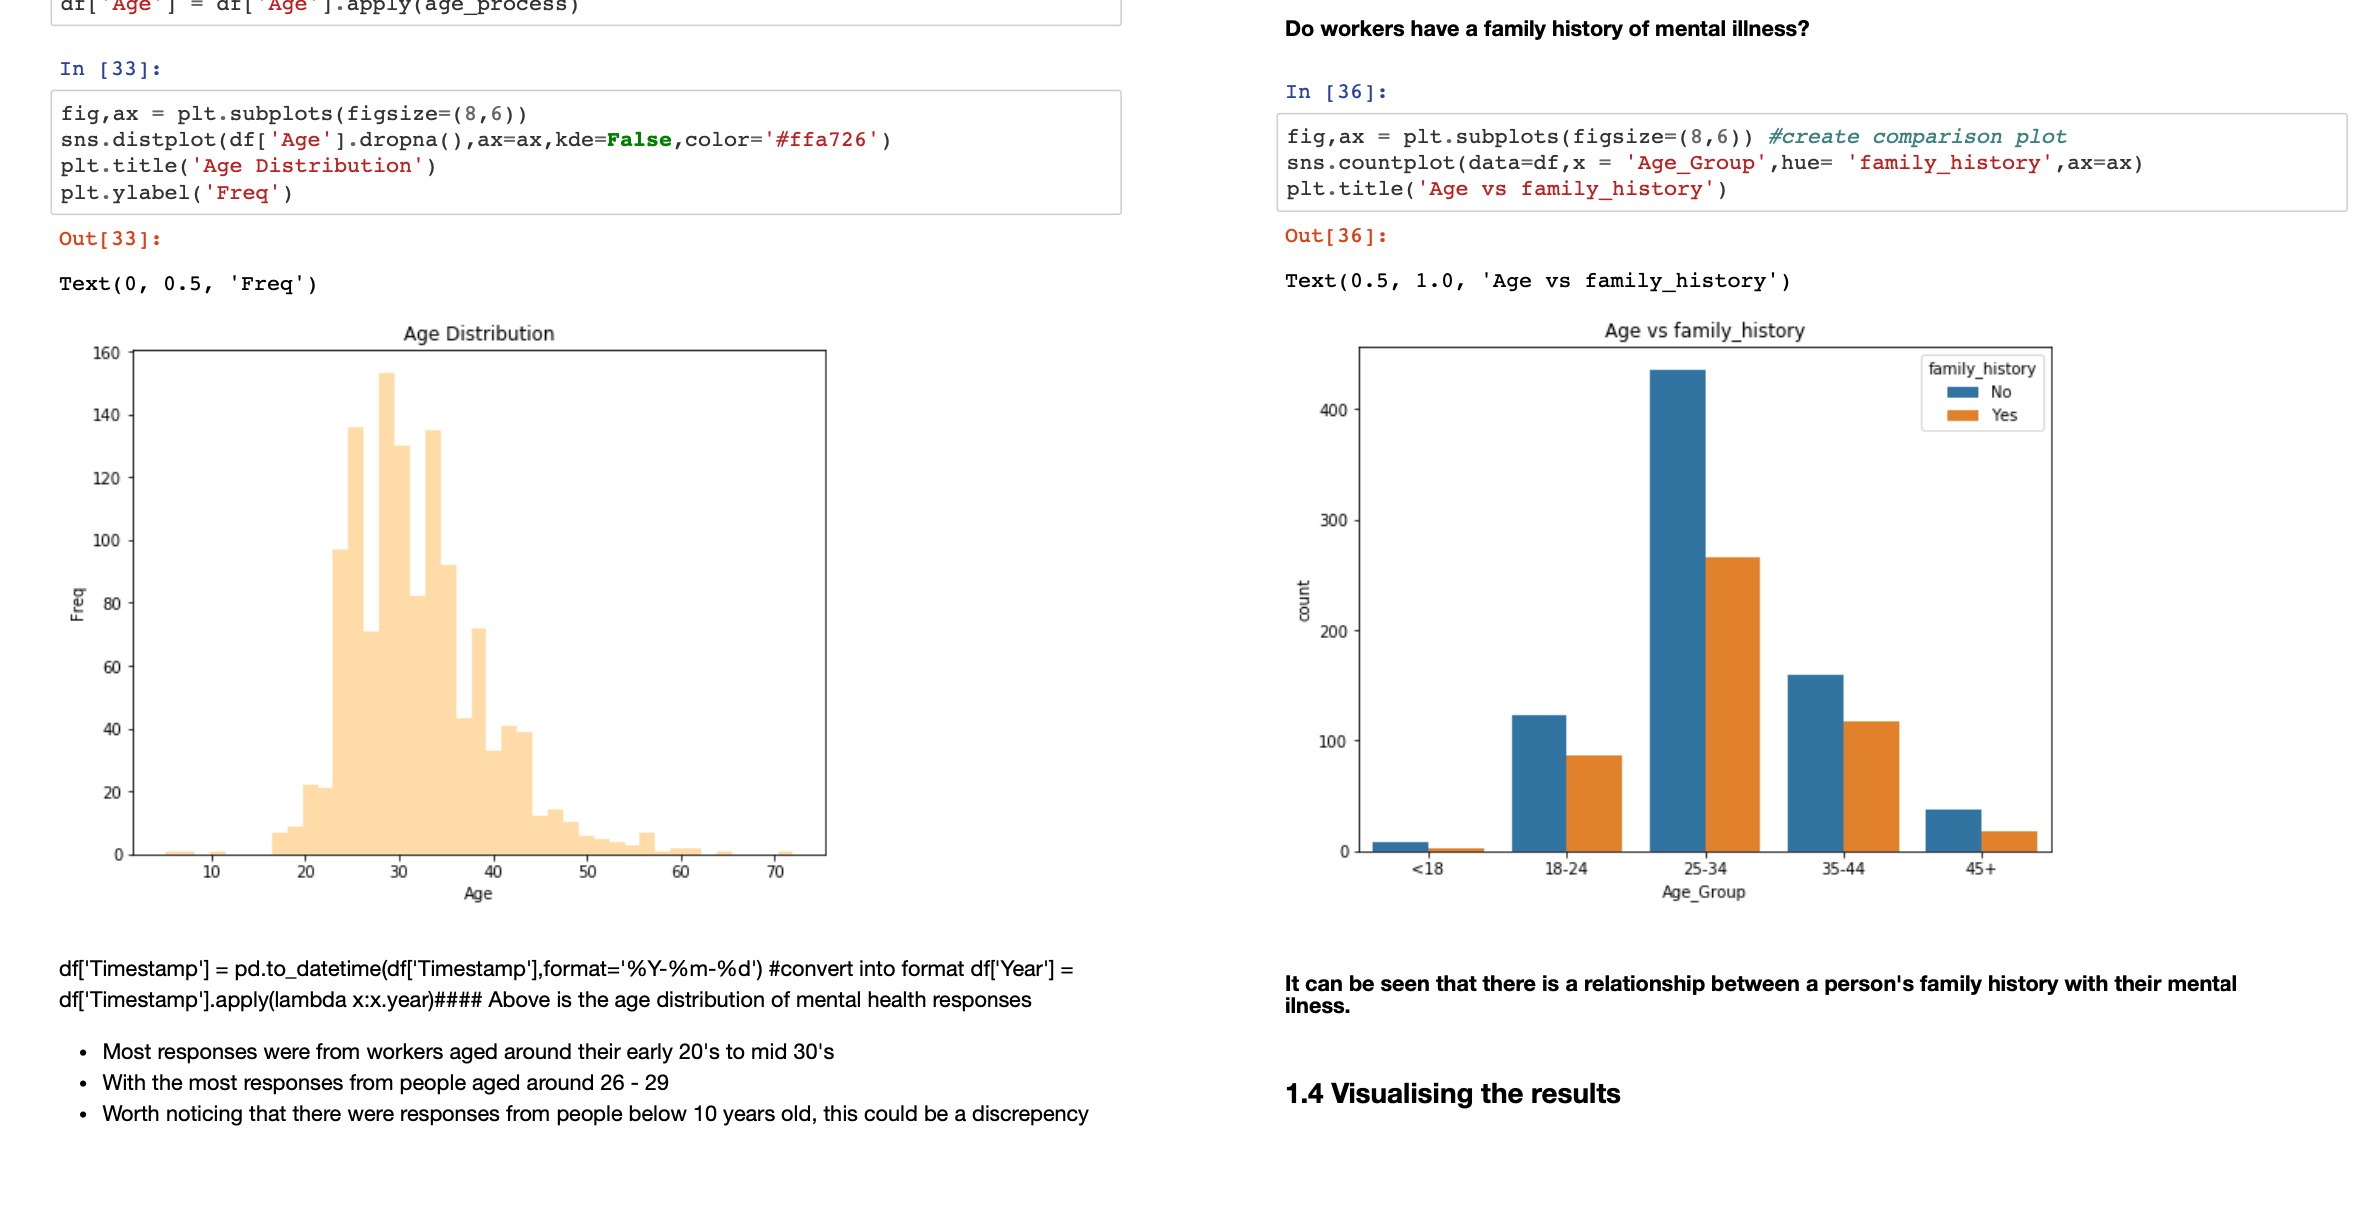 df['Age'] = df['Age'].apply(age_process)
In [33]:
fig,ax = plt.subplots(figsize=(8,6))
sns.distplot(df['Age'].dropna(),ax=ax,kde=False,color='#ffa726')
plt.title('Age Distribution')
plt.ylabel('Freq')
Out[33]:
Text(0, 0.5, 'Freq')
Age Distribution
160
140
120
100
80
60
40
20
0
Freq
10 20 30 40 50 60 70
Age
df['Timestamp'] = pd.to_datetime(df['Timestamp'],format='%Y-%m-%d') #convert into format df['Year'] =
df['Timestamp'].apply(lambda x:x.year)#### Above is the age distribution of mental health responses
• Most responses were from workers aged around their early 20's to mid 30's
• With the most responses from people aged around 26 - 29
• Worth noticing that there were responses from people below 10 years old, this could be a discrepency
Do workers have a family history of mental illness?
In [36]:
fig,ax = plt.subplots(figsize=(8,6)) #create comparison plot
sns.countplot(data=df,x = 'Age_Group',hue= 'family_history',ax=ax)
plt.title('Age vs family_history')
Out[36]:
Text(0.5, 1.0, 'Age vs family_history')
Age vs family_history
family_history
No
Yes
400
300
200
100
0
count
<18 18-24 25-34 35-44 45+
Age_Group
It can be seen that there is a relationship between a person's family history with their mental
ilness.
1.4 Visualising the results